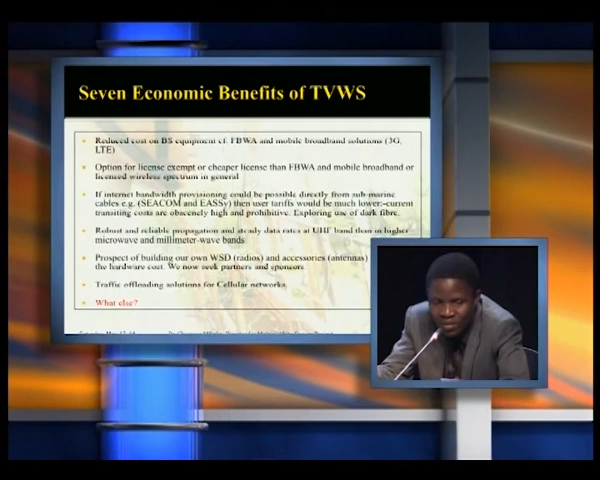 Seven Economic Benefits of TVWS
Reduced cost on BS equipment cf. FBWA and mobile broadband solutions (3G,
LTE)
Option for license exempt or cheaper license than FBWA and mobile broadband or
licensed wireless spectrum in general
If internet bandwidth provisioning could be possible directly from sub marine
cables e.g. (SEACOM and EASSy) then user tariffs would be much lower:-current
transiting costs are obscenely high and prohibitive. Exploring use of dark fibre.
Robust and reliable propagation and steady data rates at UHF band than in higher
microwave and millimeter-wave bands
Prospect of building our own WSD (radios) and accessories (antennas)
the hardware cost. We now seek partners and sponsors.
Traffic offloading solutions for Cellular networks.
What else?